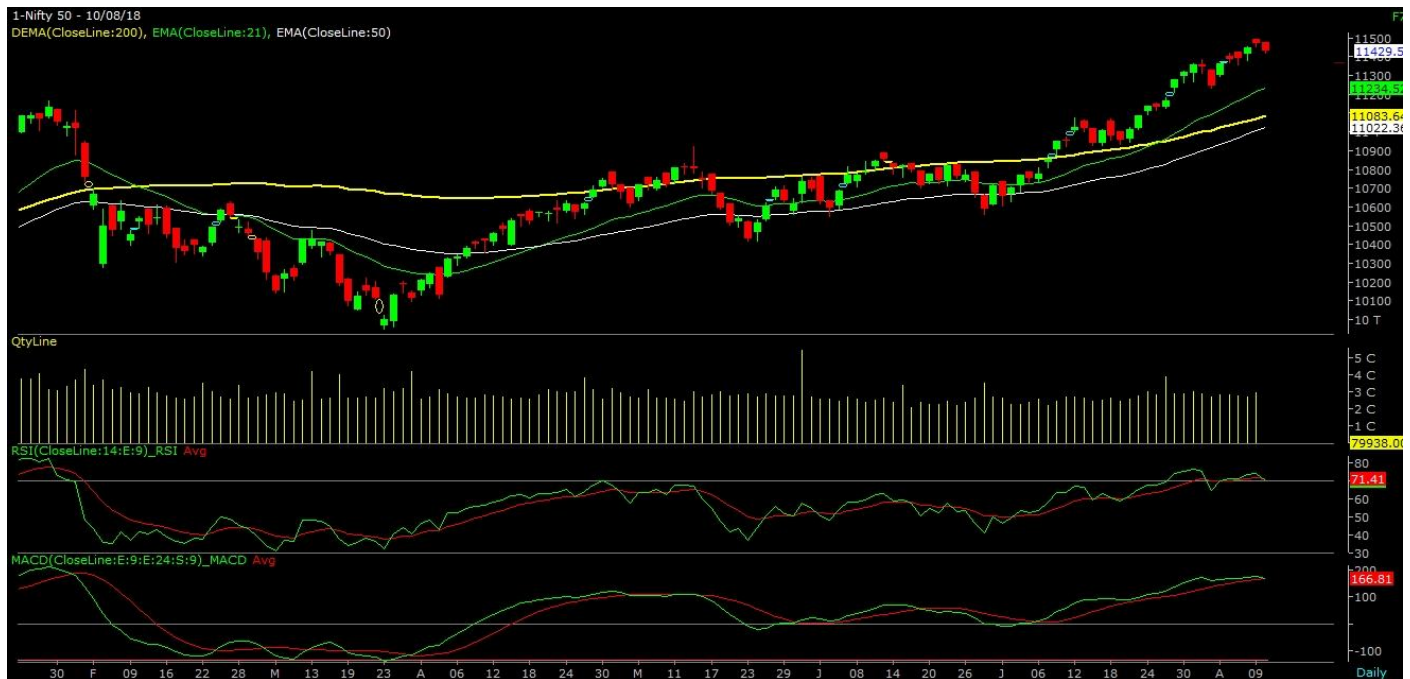 1-Nifty 50 - 10/08/18
DEMA(CloseLine:200), EMA(CloseLine:21), EMA(CloseLine:50)
11500
11429.5
11300
11234.52
11083.64
11022.36
10900
10800
10700
10600
10500
10400
10300
10200
10100
10 T
QtyLine
5 C
4 C
3 C
2 C
1 C
79938.00
RSI(CloseLine:14:E:9)_RSI Avg
80
71.41
60
50
40
30
MACD(CloseLine:E:9:E:24:S:9)_MACD Avg
200
166.81
100
-100
30 F 09 16 22 28 M 13 19 23 A 06 12 18 24 30 M 11 17 23 29 J 08 14 20 26 J 06 12 18 24 30 A 09
Daily